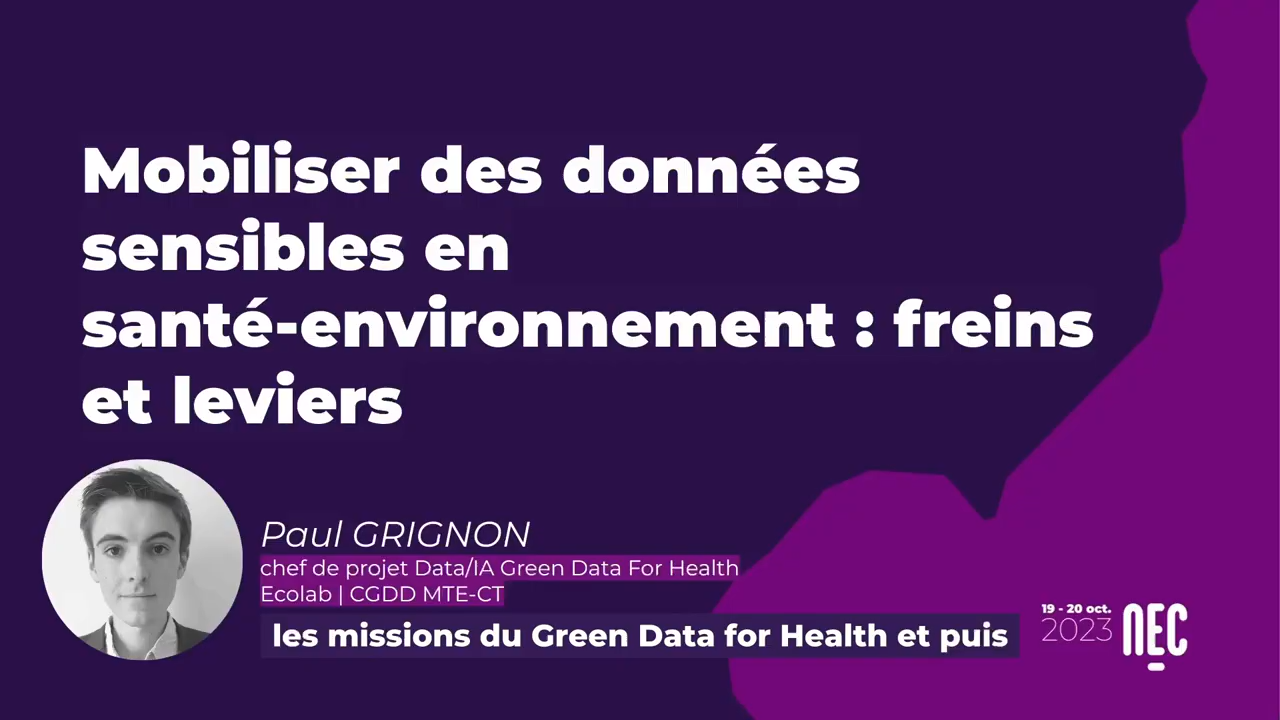 Mobiliser des données
sensibles en
santé-environnement : freins
et leviers
Paul GRIGNON
chef de projet Data/IA Green Data For Health
Ecolab | CGDD MTE-CT
les missions du Green Data for Health et puis
19 - 20 oct.
2023
NEC